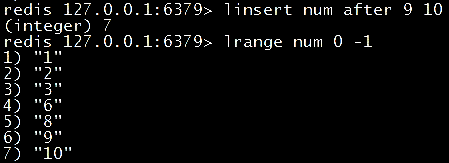 redis 127.0.0.1:6379> linsert num after 9 10
(integer) 7
redis 127.0.0.1:6379> lrange num 0 -1
1) "1"
2) "2"
3) "3"
4) "6"
5) "8"
6) "9"
7) "10"